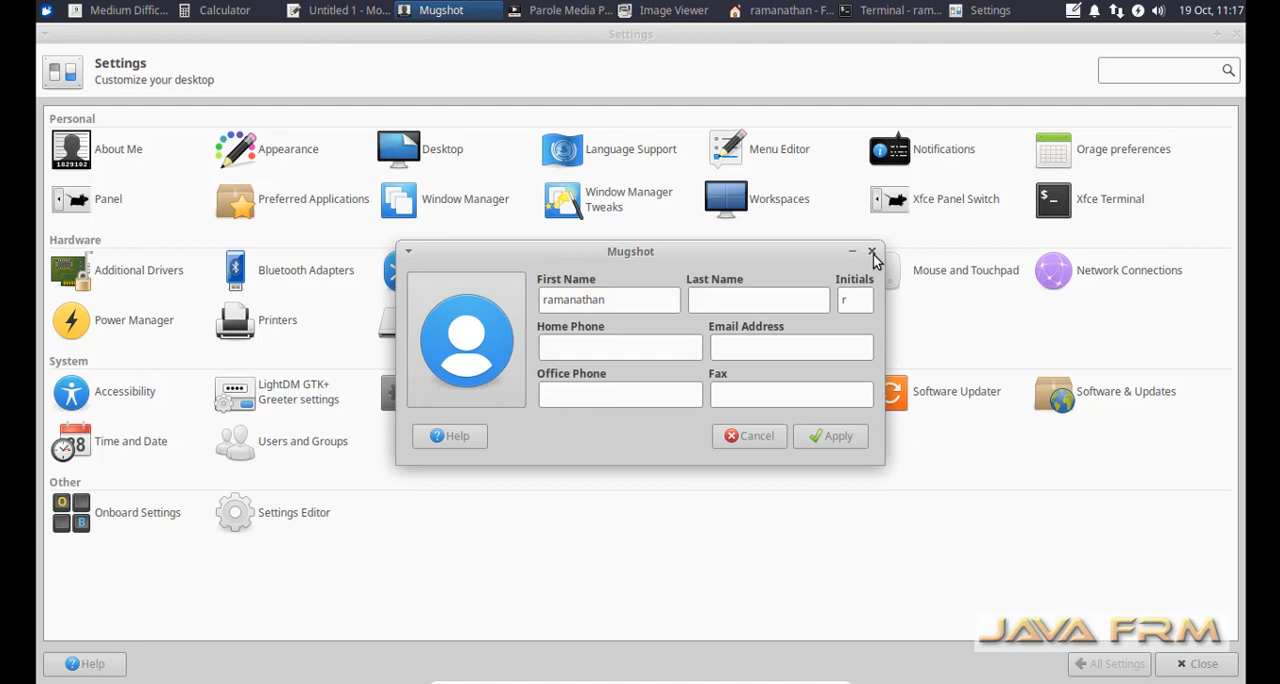 Medium Diffic...
Calculator
Untitled 1 - Mo...
Mugshot
Parole Media P...
Image Viewer
ramanathan - F...
Terminal - ram...
Settings
19 Oct, 11:17
Settings
Settings
Customize your desktop
Personal
About Me
Appearance
Desktop
Language Support
Menu Editor
Notifications
Orage preferences
Panel
Preferred Applications
Window Manager
Window Manager
Tweaks
Workspaces
Xfce Panel Switch
Xfce Terminal
Hardware
Additional Drivers
Bluetooth Adapters
Mouse and Touchpad
Network Connections
Power Manager
Printers
System
Accessibility
LightDM GTK+
Greeter settings
Software Updater
Software & Updates
Time and Date
Users and Groups
Other
Onboard Settings
Settings Editor
Mugshot
First Name
Last Name
Initials
ramanathan
r
Home Phone
Email Address
Office Phone
Fax
Help
Cancel
Apply
JAVA FRM
Help
All Settings
Close